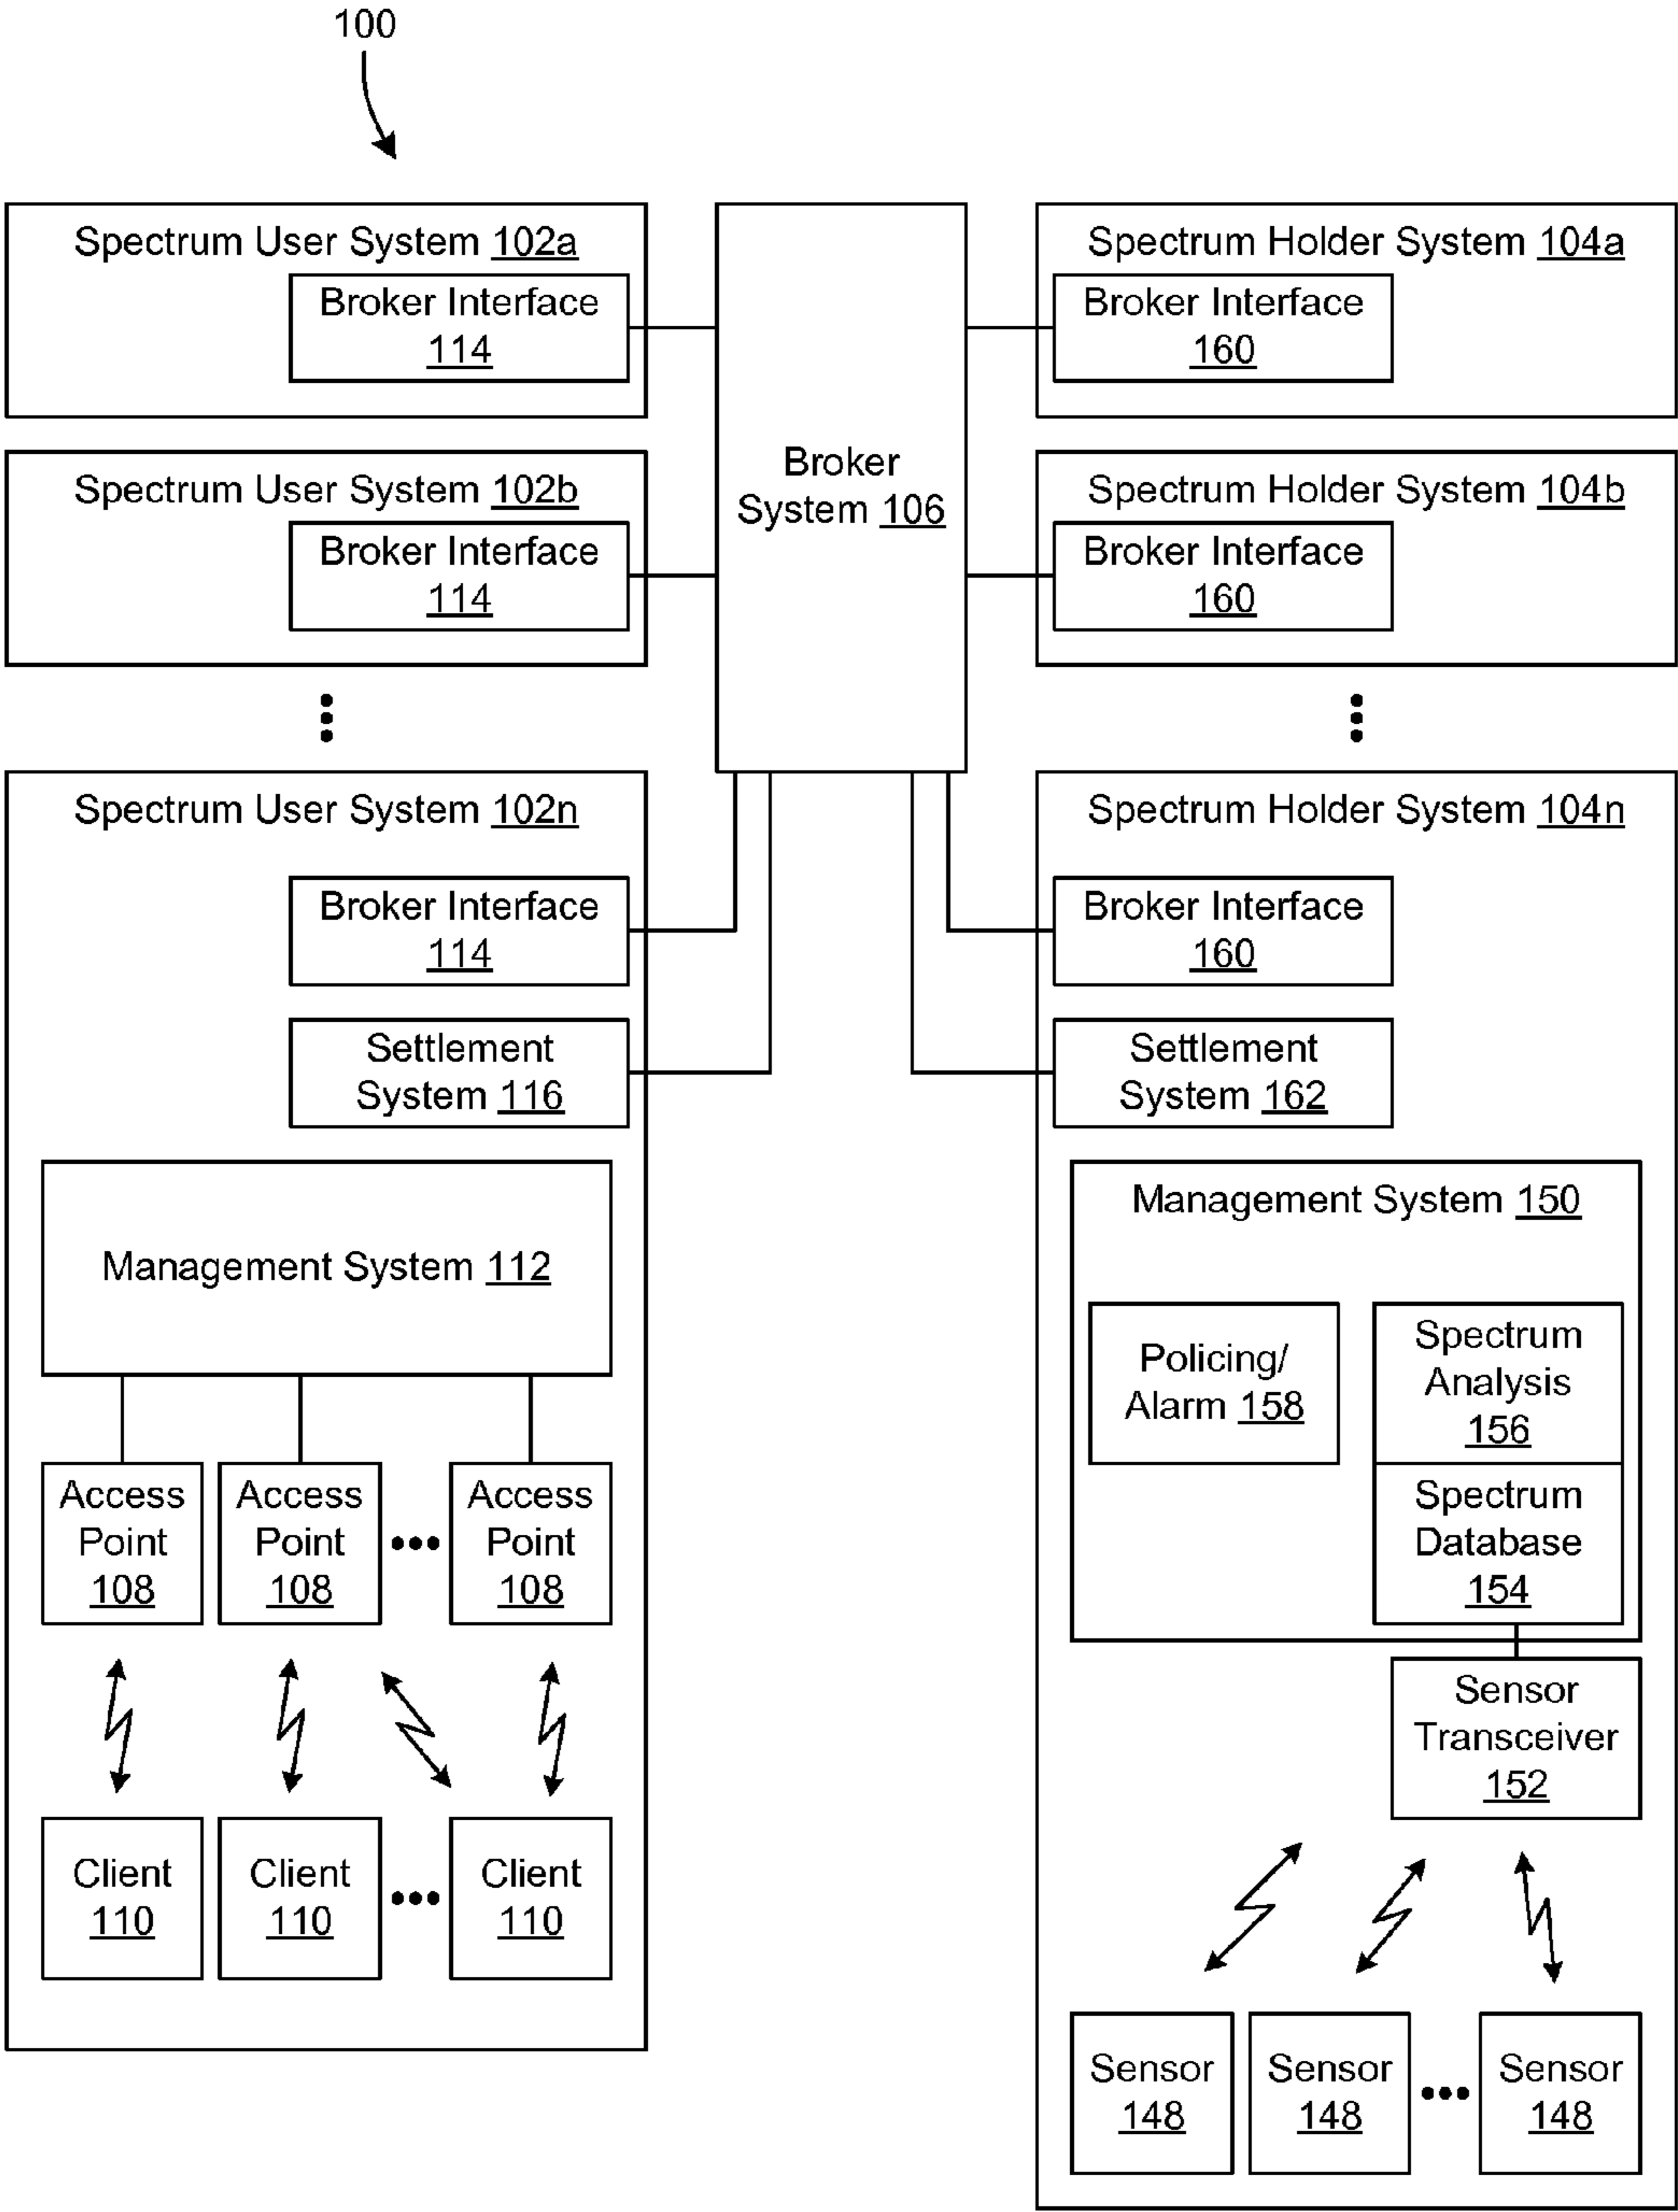 100
Spectrum User System 102a
Broker Interface
114
Spectrum User System 102b
Broker Interface
114
Spectrum User System 102n
Broker Interface
114
Settlement
System 116
Management System 112
Access
Point
108
Access
Point
108
Access
Point
108
Client
110
Client
110
Client
110
Broker
System 106
Spectrum Holder System 104a
Broker Interface
160
Spectrum Holder System 104b
Broker Interface
160
Spectrum Holder System 104n
Broker Interface
160
Settlement
System 162
Management System 150
Policing/
Alarm 158
Spectrum
Analysis
156
Spectrum
Database
154
Sensor
Transceiver
152
Sensor
148
Sensor
148
Sensor
148